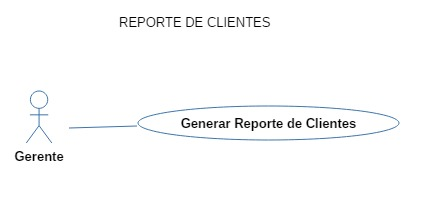 REPORTE DE CLIENTES
Generar Reporte de Clientes
Gerente